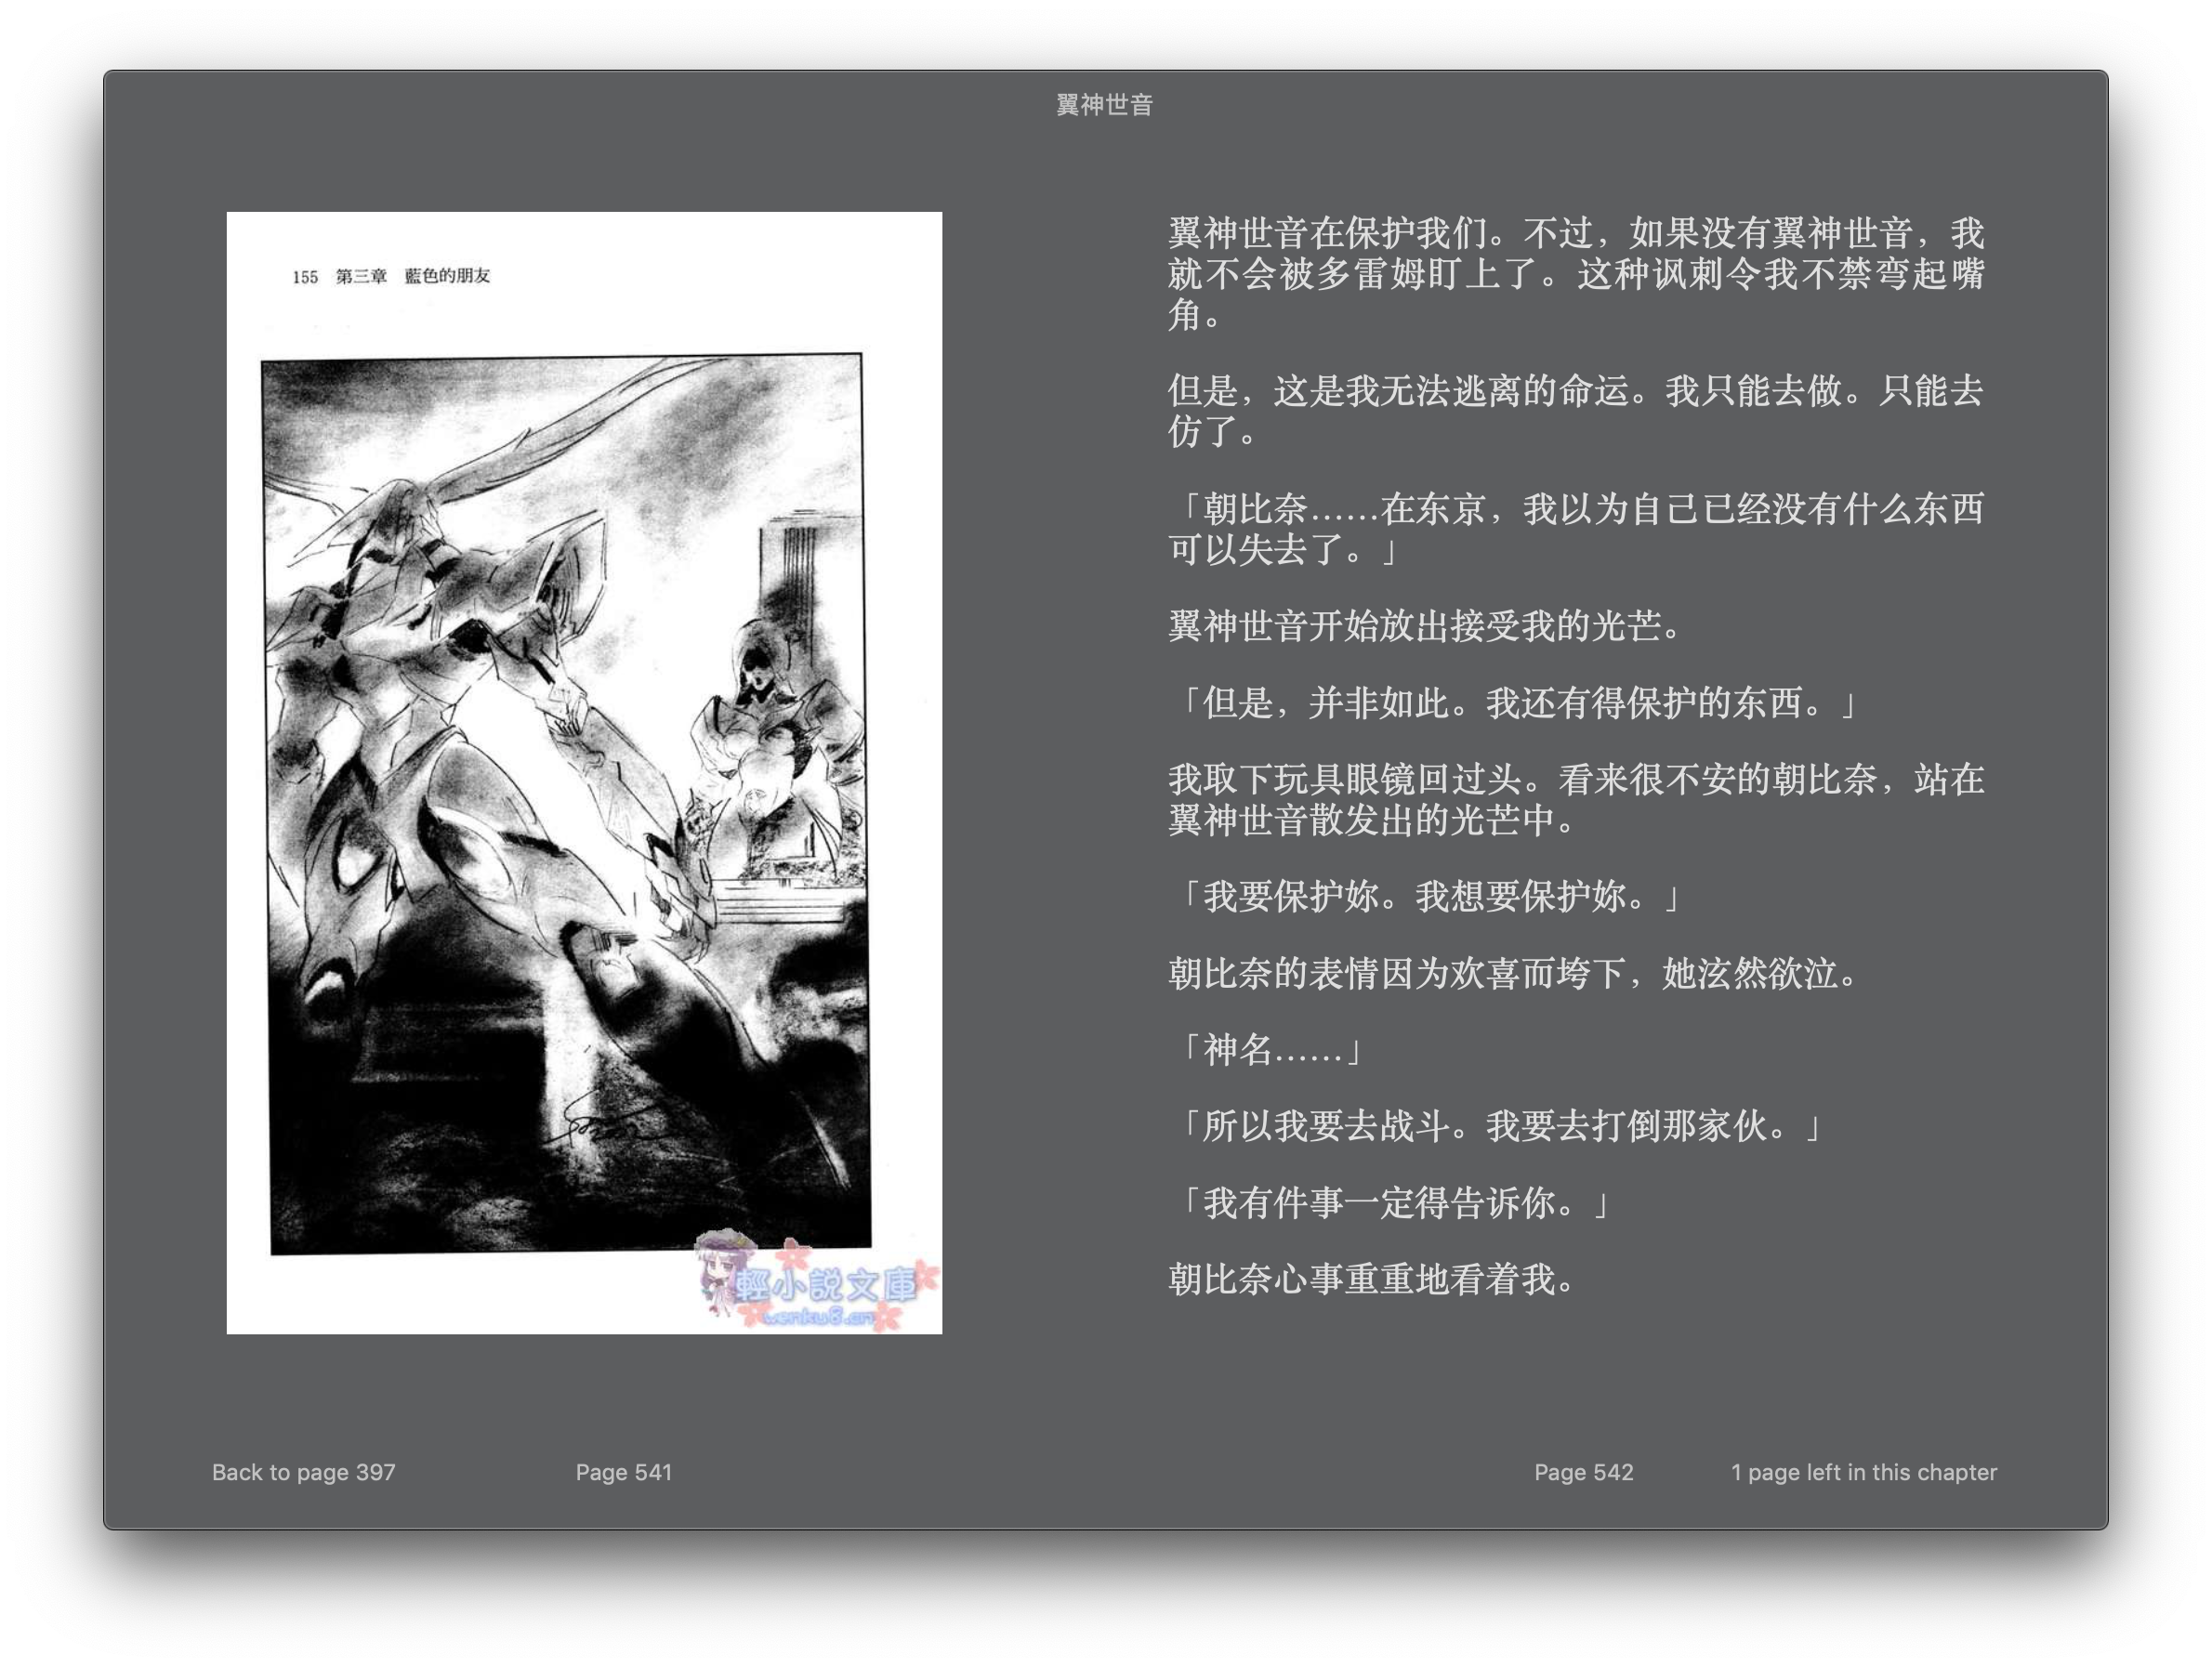 翼神世音
155 第三章 藍色的朋友
輕小説文庫
wenku8.cn
翼神世音在保护我们。不过，如果没有翼神世音，我
就不会被多雷姆盯上了。这种讽刺令我不禁弯起嘴
角。
但是，这是我无法逃离的命运。我只能去做。只能去
仿了。
「朝比奈……在东京，我以为自己已经没有什么东西
可以失去了。」
翼神世音开始放出接受我的光芒。
「但是，并非如此。我还有得保护的东西。」
我取下玩具眼镜回过头。看来很不安的朝比奈，站在
翼神世音散发出的光芒中。
「我要保护妳。我想要保护妳。」
朝比奈的表情因为欢喜而垮下，她泫然欲泣。
「神名……」
「所以我要去战斗。我要去打倒那家伙。」
「我有件事一定得告诉你。」
朝比奈心事重重地看着我。
Back to page 397
Page 541
Page 542
1 page left in this chapter